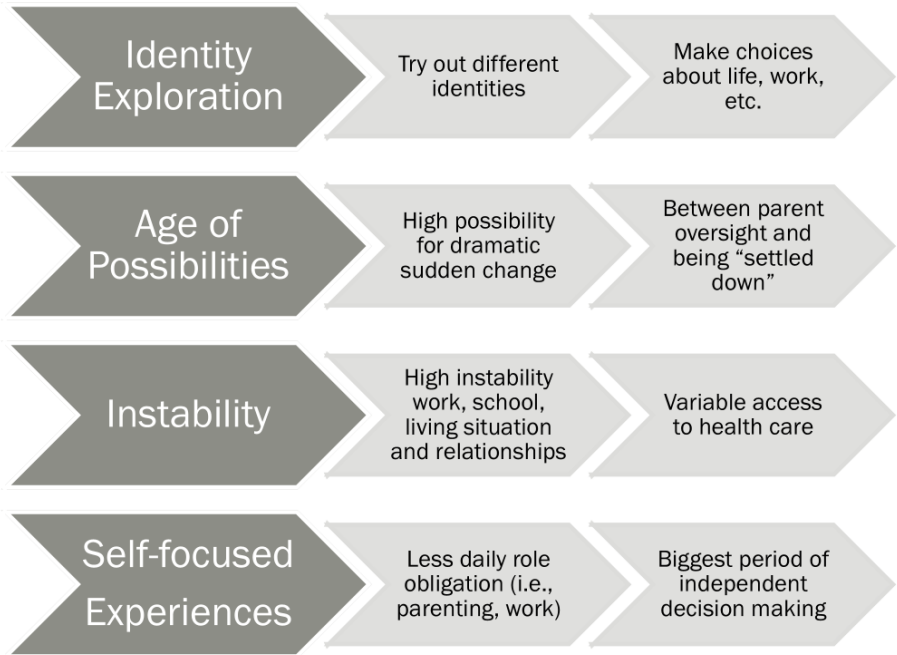 Identity
Exploration
Try out different
identities
Make choices
about life, work,
etc.
Age of
Possibilities
High possibility
for dramatic
sudden change
Between parent
oversight and
being “settled
down”
Instability
High instability
work, school,
living situation
and relationships
Variable access
to health care
Self-focused
Experiences
Less daily role
obligation (i.e.,
parenting, work)
Biggest period of
independent
decision making